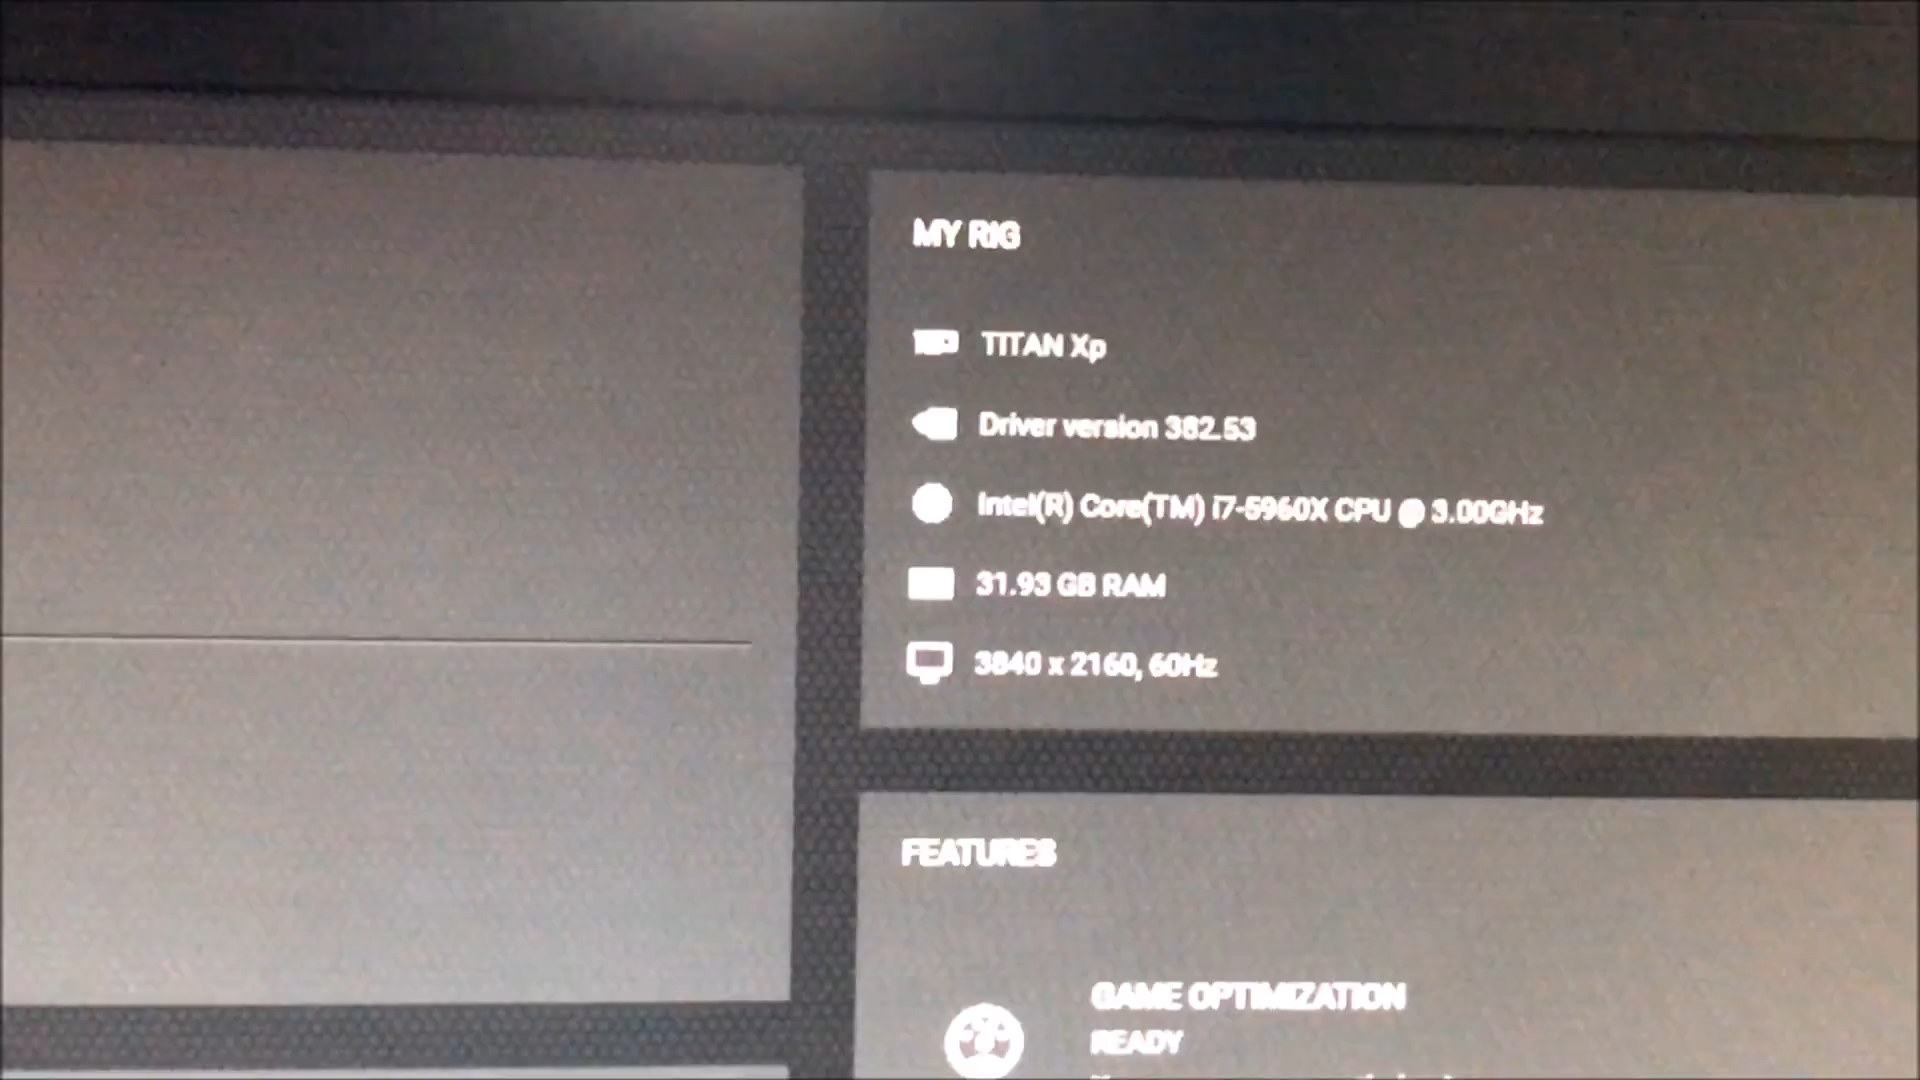 MY RIG
TITAN Xp
Driver version 382.53
Intel(R) Core(TM) i7-5960X CPU @ 3.00GHz
31.93 GB RAM
3840 x 2160, 60Hz
FEATURES
GAME OPTIMIZATION
READY